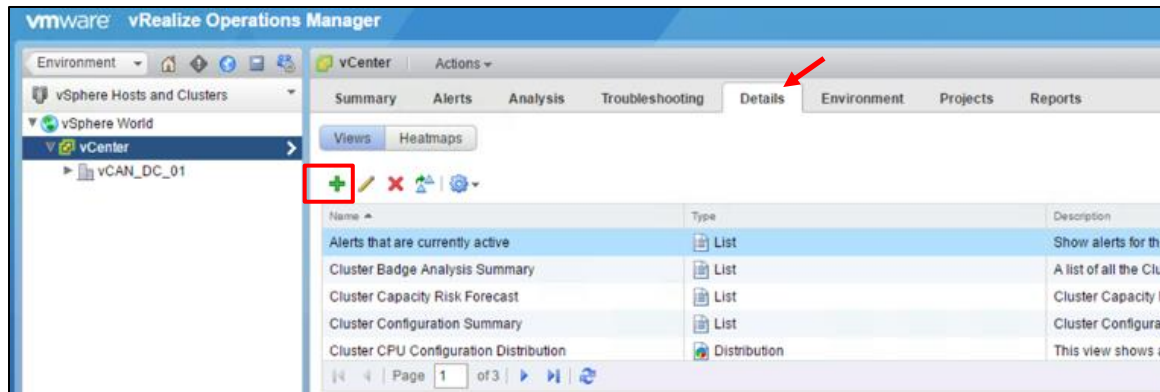 vmware vRealize Operations Manager
Environment
vCenter Actions
vSphere Hosts and Clusters
Summary Alerts Analysis Troubleshooting Details Environment Projects Reports
vSphere World
Views Heatmaps
vCenter
vCAN_DC_01
Name Type Description
Alerts that are currently active List Show alerts for th
Cluster Badge Analysis Summary List A list of all the Clu
Cluster Capacity Risk Forecast List Cluster Capacity
Cluster Configuration Summary List Cluster Configura
Cluster CPU Configuration Distribution Distribution This view shows a
Page 1 of 3